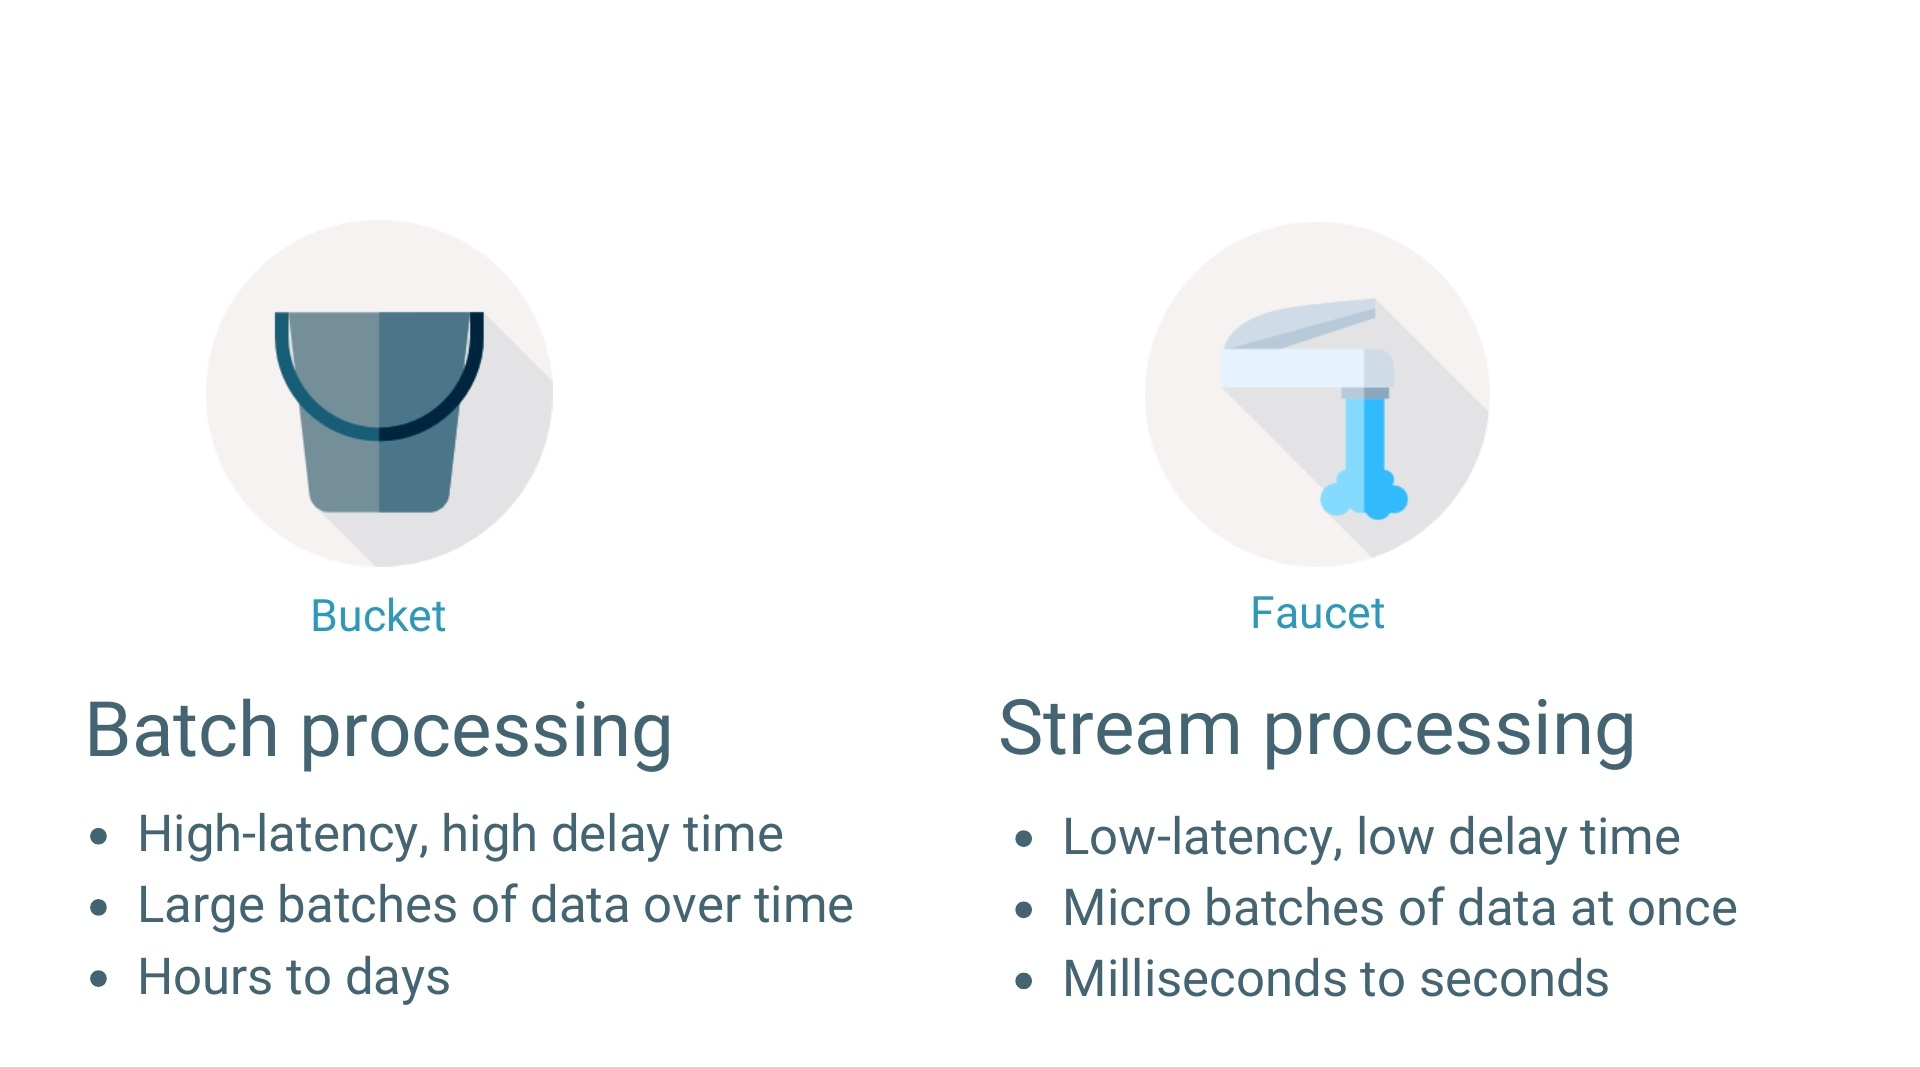 Bucket
Batch processing
• High-latency, high delay time
• Large batches of data over time
• Hours to days
Faucet
Stream processing
• Low-latency, low delay time
• Micro batches of data at once
• Milliseconds to seconds